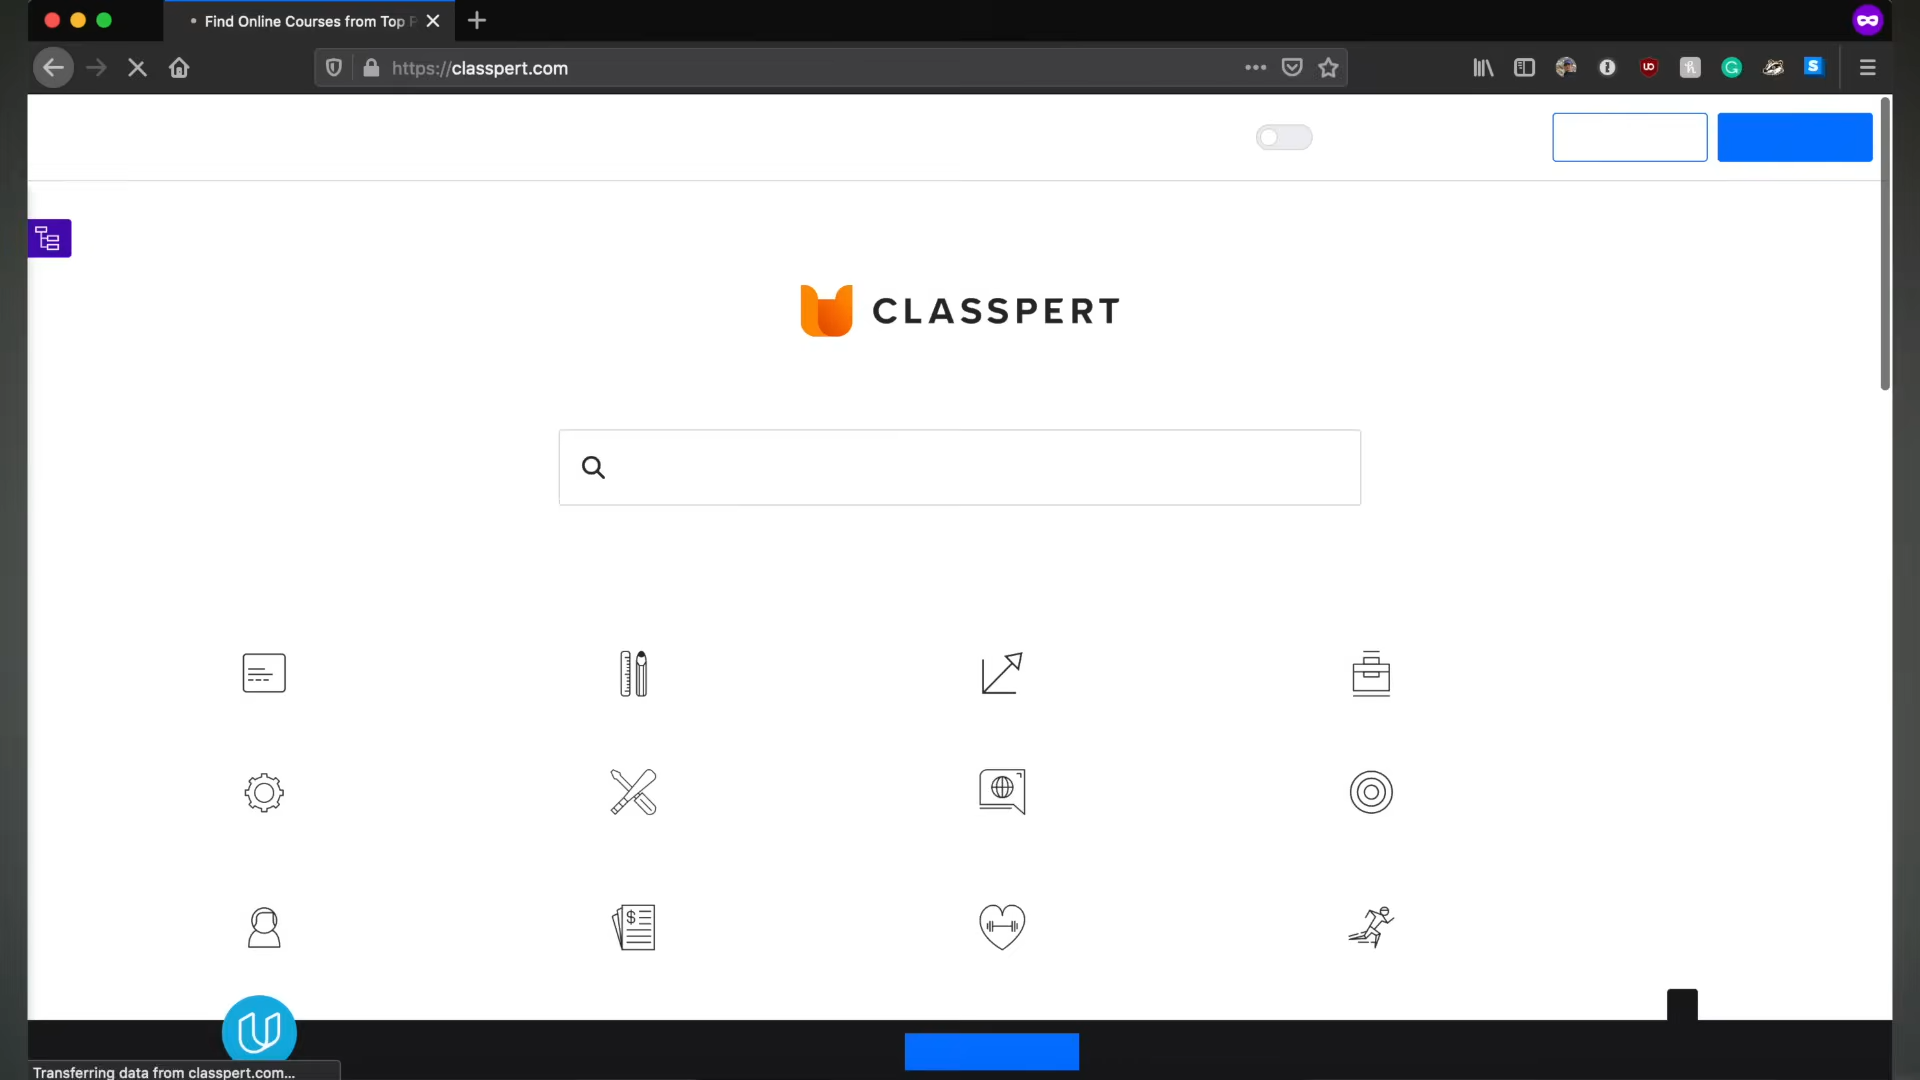 Find Online Courses from Top
https://classpert.com
CLASSPERT
Transferring data from classpert.com...